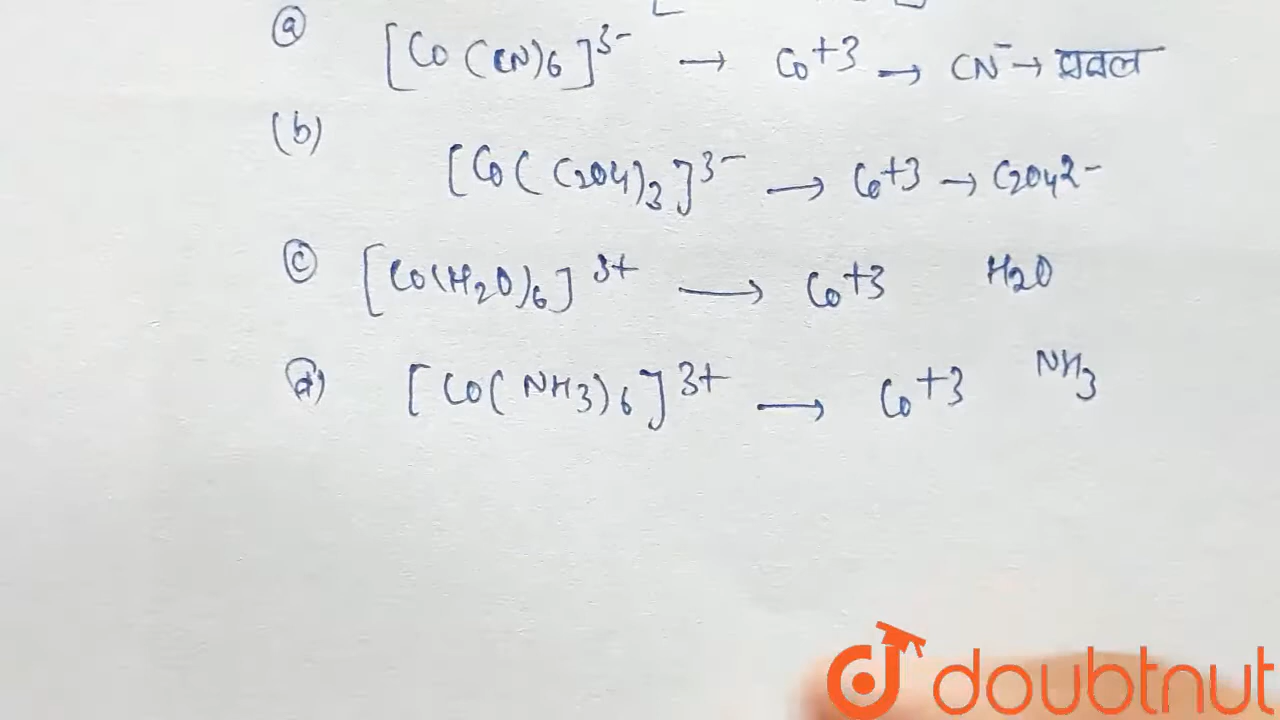 (a) [Co(CN)6]3- → Co+3 → CN- → प्रबल
(b) [Co(C2O4)3]3- → Co+3 → C2O42-
(c) [Co(H2O)6]3+ → Co+3 H2O
(d) [Co(NH3)6]3+ → Co+3 NH3
doubtnut